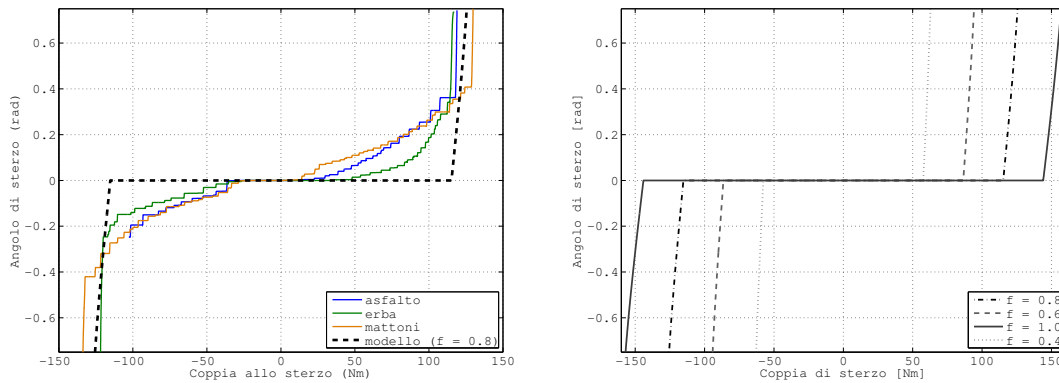 0.6
0.4
0.2
0
−0.2
−0.4
−0.6
Angolo di sterzo (rad)
asfalto
erba
mattoni
modello (f = 0.8)
−150 −100 −50 0 50 100 150
Coppia allo sterzo (Nm)
0.6
0.4
0.2
0
−0.2
−0.4
−0.6
Angolo di sterzo [rad]
f = 0.8
f = 0.6
f = 1.0
f = 0.4
−150 −100 −50 0 50 100 15
Coppia di sterzo [Nm]